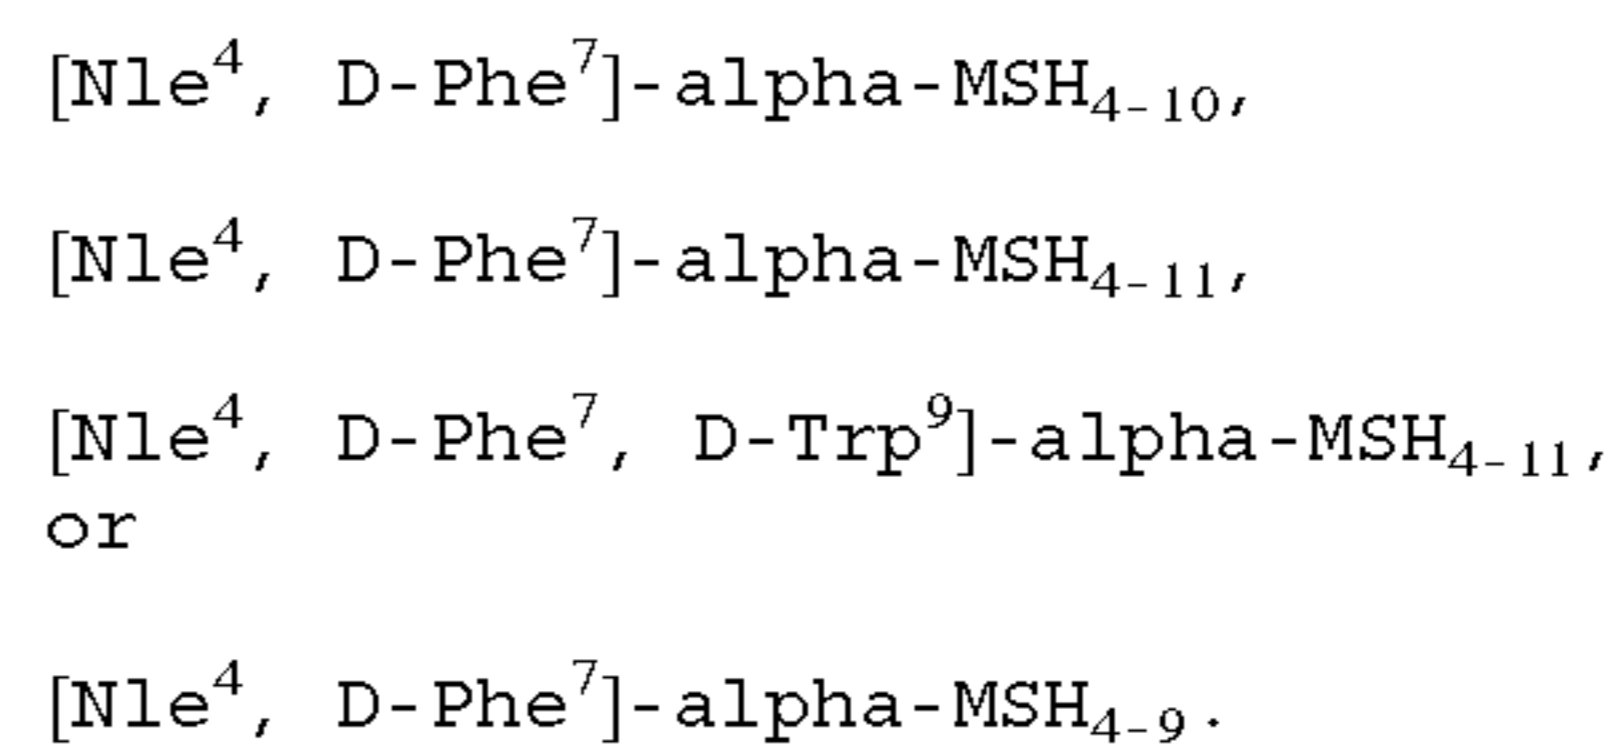 [Nle⁴, D-Phe⁷]-alpha-MSH₄₋₁₀,
[Nle⁴, D-Phe⁷]-alpha-MSH₄₋₁₁,
[Nle⁴, D-Phe⁷, D-Trp⁹]-alpha-MSH₄₋₁₁,
or
[Nle⁴, D-Phe⁷]-alpha-MSH₄₋₉.